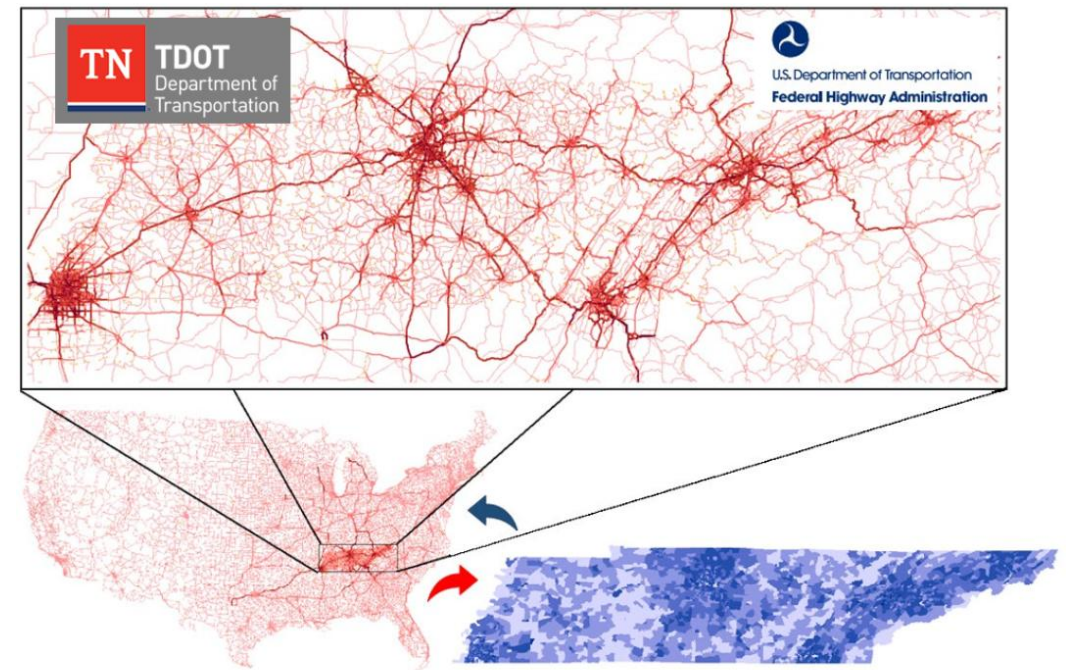 TN
TDOT
Department of
Transportation
U.S. Department of Transportation
Federal Highway Administration